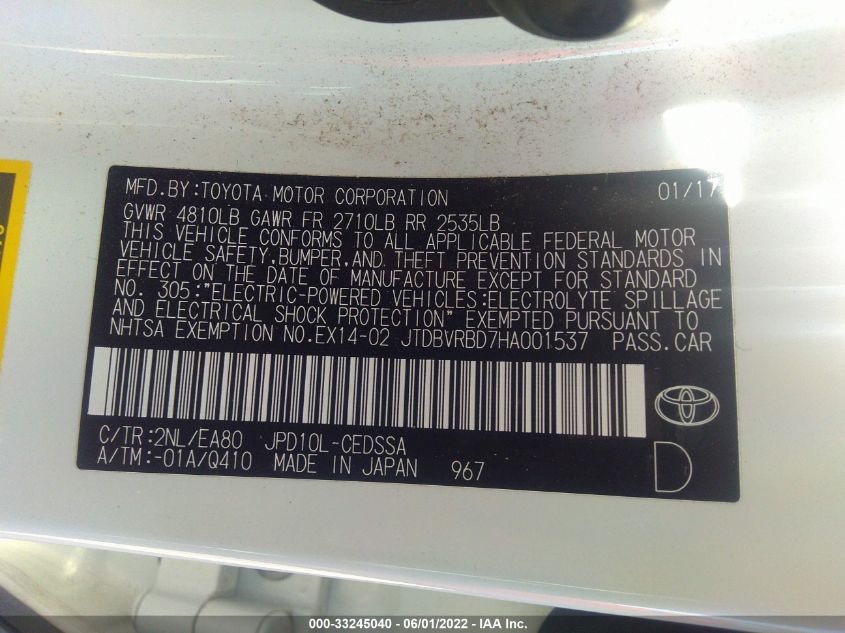 MFD.BY:TOYOTA MOTOR CORPORATION 01/17
GVWR 4810LB GAWR FR 2710LB RR 2535LB
THIS VEHICLE CONFORMS TO ALL APPLICABLE FEDERAL MOTOR
VEHICLE SAFETY,BUMPER,AND THEFT PREVENTION STANDARDS IN
EFFECT ON THE DATE OF MANUFACTURE EXCEPT FOR STANDARD
NO. 305:"ELECTRIC-POWERED VEHICLES:ELECTROLYTE SPILLAGE
AND ELECTRICAL SHOCK PROTECTION" EXEMPTED PURSUANT TO
NHTSA EXEMPTION NO.EX14-02 JTDBVRBD7HA001537 PASS.CAR
C/TR:2NL/EA80 JPD10L-CEDSSA
A/TM:-01A/Q410 MADE IN JAPAN 967
D
000-33245040 - 06/01/2022 - IAA Inc.